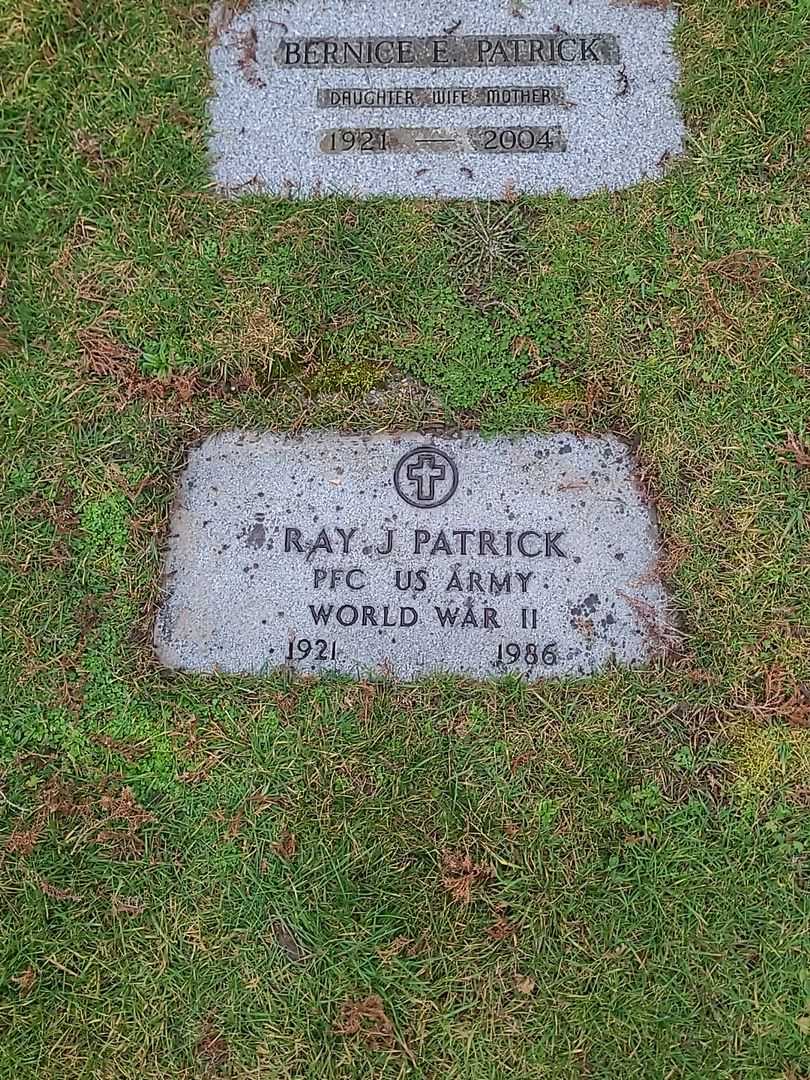 BERNICE E. PATRICK
DAUGHTER WIFE MOTHER
1921 — 2004
RAY J PATRICK
PFC US ARMY
WORLD WAR II
1921 1986